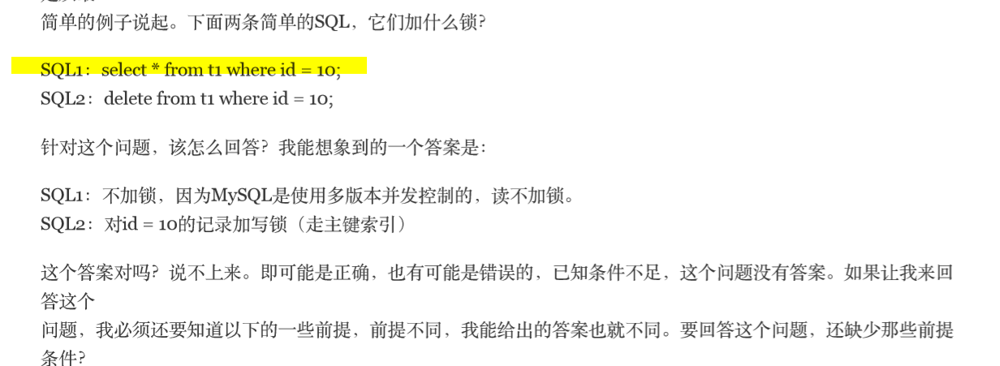 简单的例子说起。下面两条简单的SQL，它们加什么锁？
SQL1：select * from t1 where id = 10;
SQL2：delete from t1 where id = 10;
针对这个问题，该怎么回答？我能想象到的一个答案是：
SQL1：不加锁，因为MySQL是使用多版本并发控制的，读不加锁。
SQL2：对id = 10的记录加写锁（走主键索引）
这个答案对吗？说不上来。即可能是正确，也有可能是错误的，已知条件不足，这个问题没有答案。如果让我来回
答这个
问题，我必须还要知道以下的一些前提，前提不同，我能给出的答案也就不同。要回答这个问题，还缺少那些前提
条件？